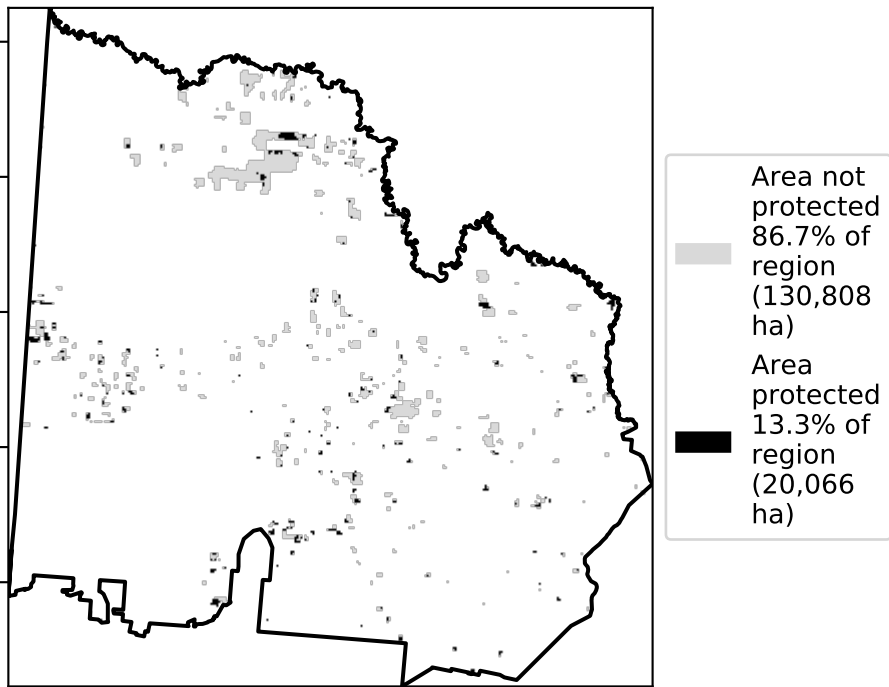 Area not
protected
86.7% of
region
(130,808
ha)
Area
protected
13.3% of
region
(20,066
ha)